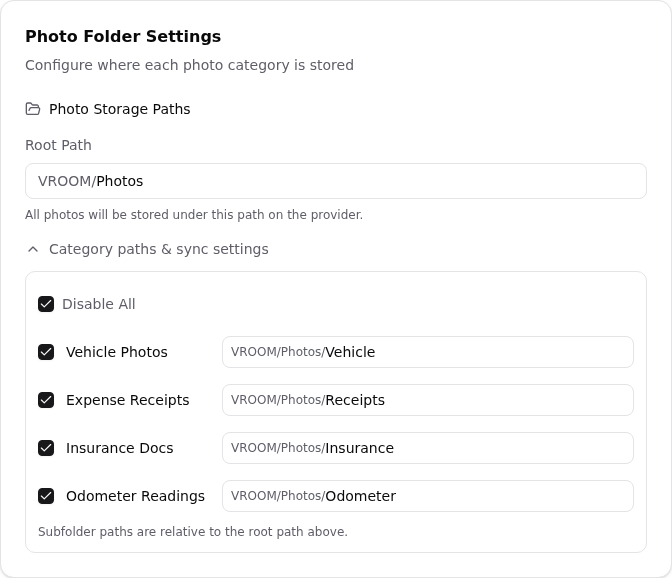 Photo Folder Settings
Configure where each photo category is stored
Photo Storage Paths
Root Path
VROOM/Photos
All photos will be stored under this path on the provider.
Category paths & sync settings
Disable All
Vehicle Photos VROOM/Photos/Vehicle
Expense Receipts VROOM/Photos/Receipts
Insurance Docs VROOM/Photos/Insurance
Odometer Readings VROOM/Photos/Odometer
Subfolder paths are relative to the root path above.